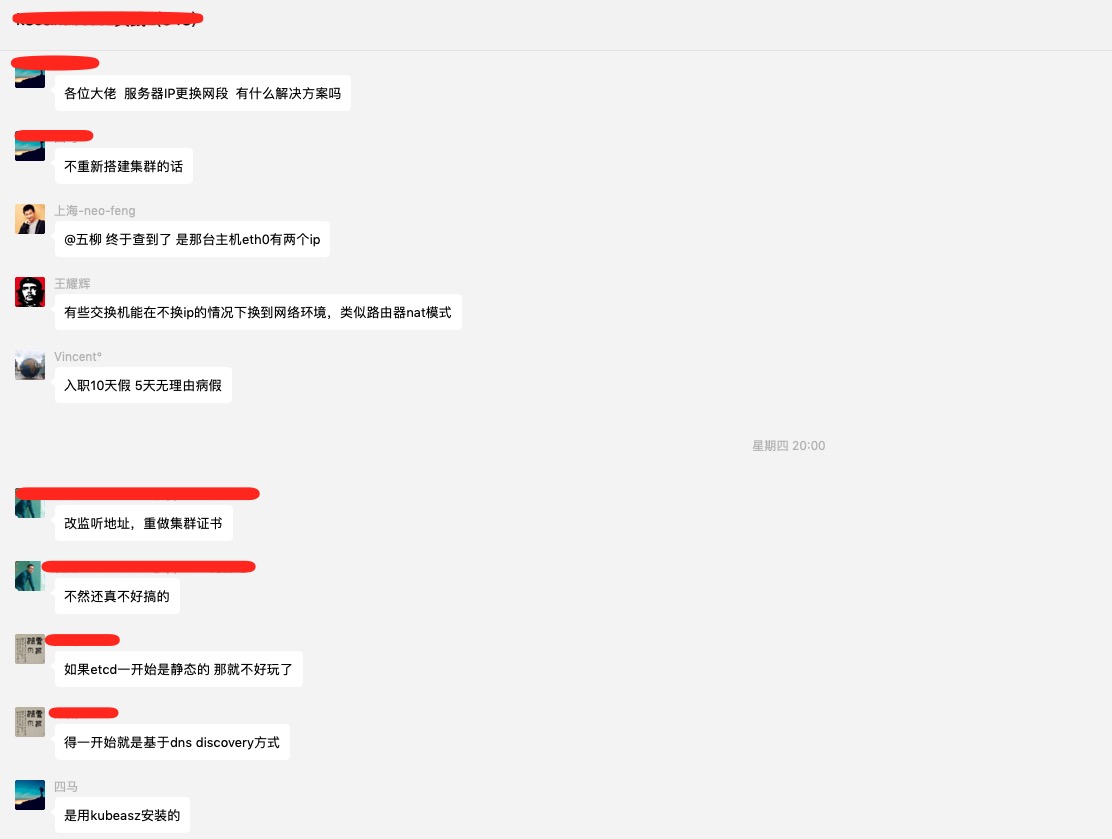 各位大佬 服务器IP更换网段 有什么解决方案吗
不重新搭建集群的话
上海-neo-feng
@五柳 终于查到了 是那台主机eth0有两个ip
王耀辉
有些交换机能在不换ip的情况下换到网络环境，类似路由器nat模式
Vincent°
入职10天假 5天无理由病假
星期四 20:00
改监听地址，重做集群证书
不然还真不好搞的
如果etcd一开始是静态的 那就不好玩了
得一开始就是基于dns discovery方式
四马
是用kubeasz安装的